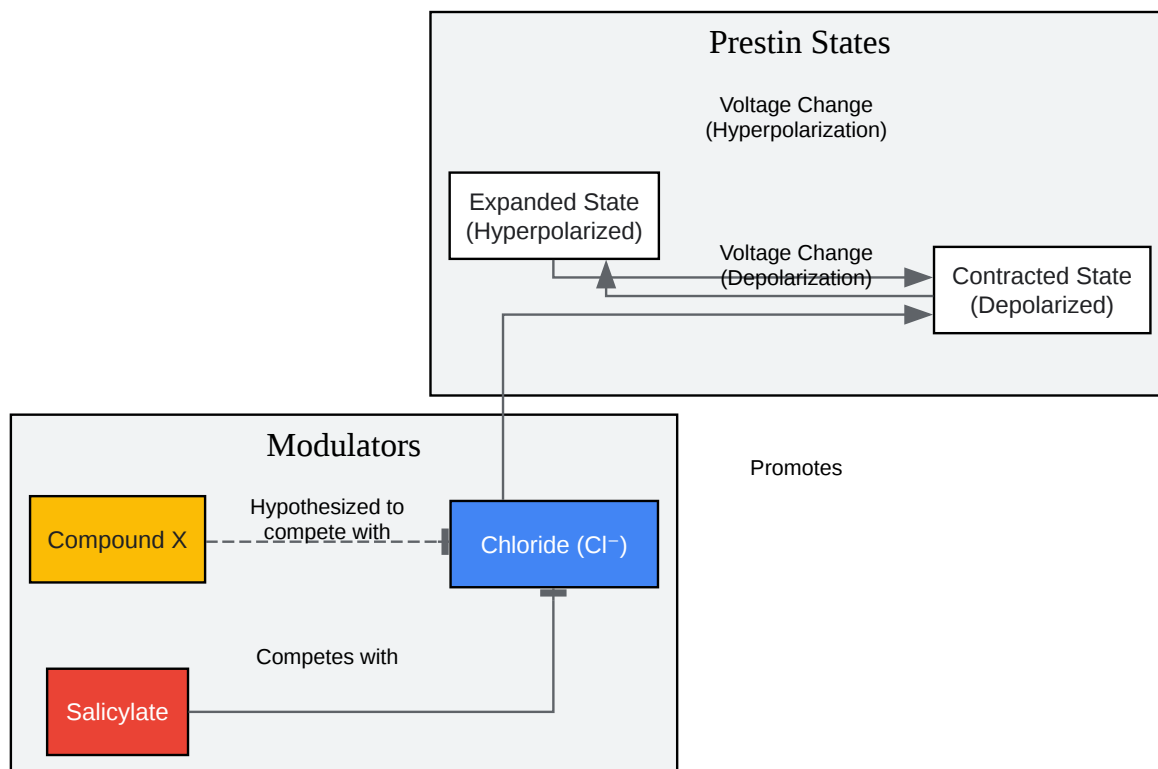 Prestin States
Voltage Change
(Hyperpolarization)
Expanded State
(Hyperpolarized)
Voltage Change
(Depolarization)
Contracted State
(Depolarized)
Modulators
Promotes
Compound X
Hypothesized to
compete with
Chloride (Cl⁻)
Competes with
Salicylate